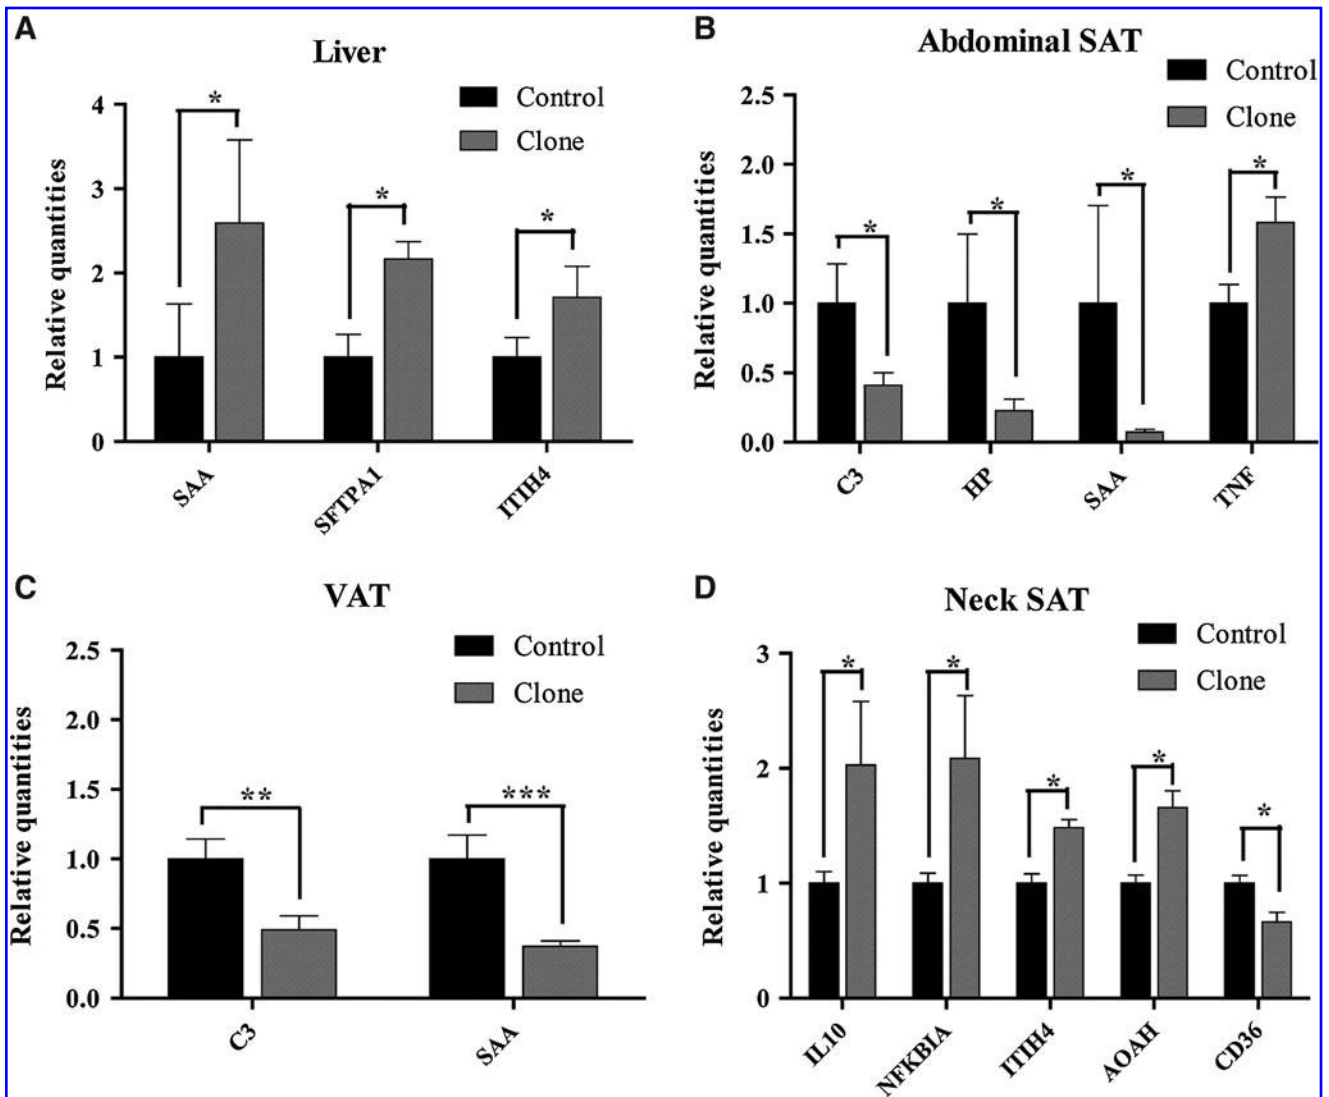 A
Liver
Control
Clone
Relative quantities
4
3
2
1
0
*
*
*
SAA
SFTPA1
ITIH4
B
Abdominal SAT
Control
Clone
Relative quantities
2.5
2.0
1.5
1.0
0.5
0.0
*
*
*
*
C3
HP
SAA
TNF
C
VAT
Control
Clone
Relative quantities
2.5
2.0
1.5
1.0
0.5
0.0
**
***
C3
SAA
D
Neck SAT
Control
Clone
Relative quantities
3
2
1
0
*
*
*
*
*
IL10
NFKBIA
ITIH4
AOAH
CD36